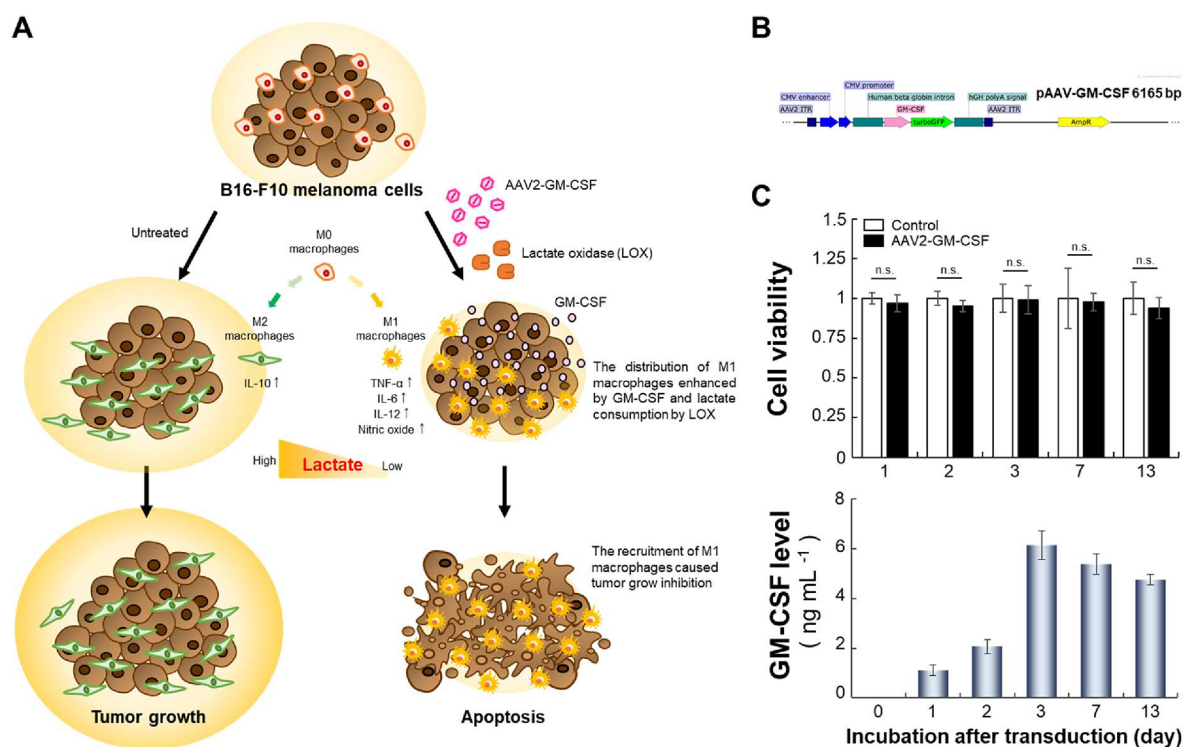 A
B16-F10 melanoma cells
Untreated
AAV2-GM-CSF
Lactate oxidase (LOX)
M0
macrophages
M2
macrophages
IL-10 ↑
M1
macrophages
TNF-α ↑
IL-6 ↑
IL-12 ↑
Nitric oxide ↑
GM-CSF
The distribution of M1
macrophages enhanced
by GM-CSF and lactate
consumption by LOX
High
Lactate
Low
The recruitment of M1
macrophages caused
tumor grow inhibition
Tumor growth
Apoptosis
B
pAAV-GM-CSF 6165 bp
CMV promoter
CMV enhancer
Human beta globin intron
hGH polyA signal
AAV2 ITR
GM-CSF
AAV2 ITR
turboGFP
AmpR
C
Control
AAV2-GM-CSF
Cell viability
1.5
1.25
1
0.75
0.5
0.25
0
n.s.
n.s.
n.s.
n.s.
n.s.
1
2
3
7
13
GM-CSF level
( ng mL -1 )
8
6
4
2
0
0
1
2
3
7
13
Incubation after transduction (day)